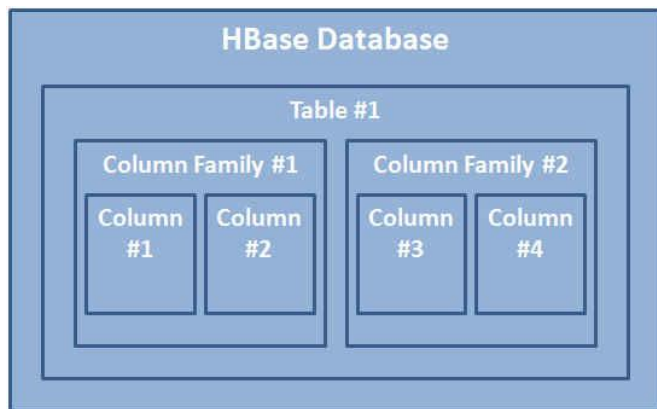 HBase Database
Table #1
Column Family #1
Column
#1
Column
#2
Column Family #2
Column
#3
Column
#4